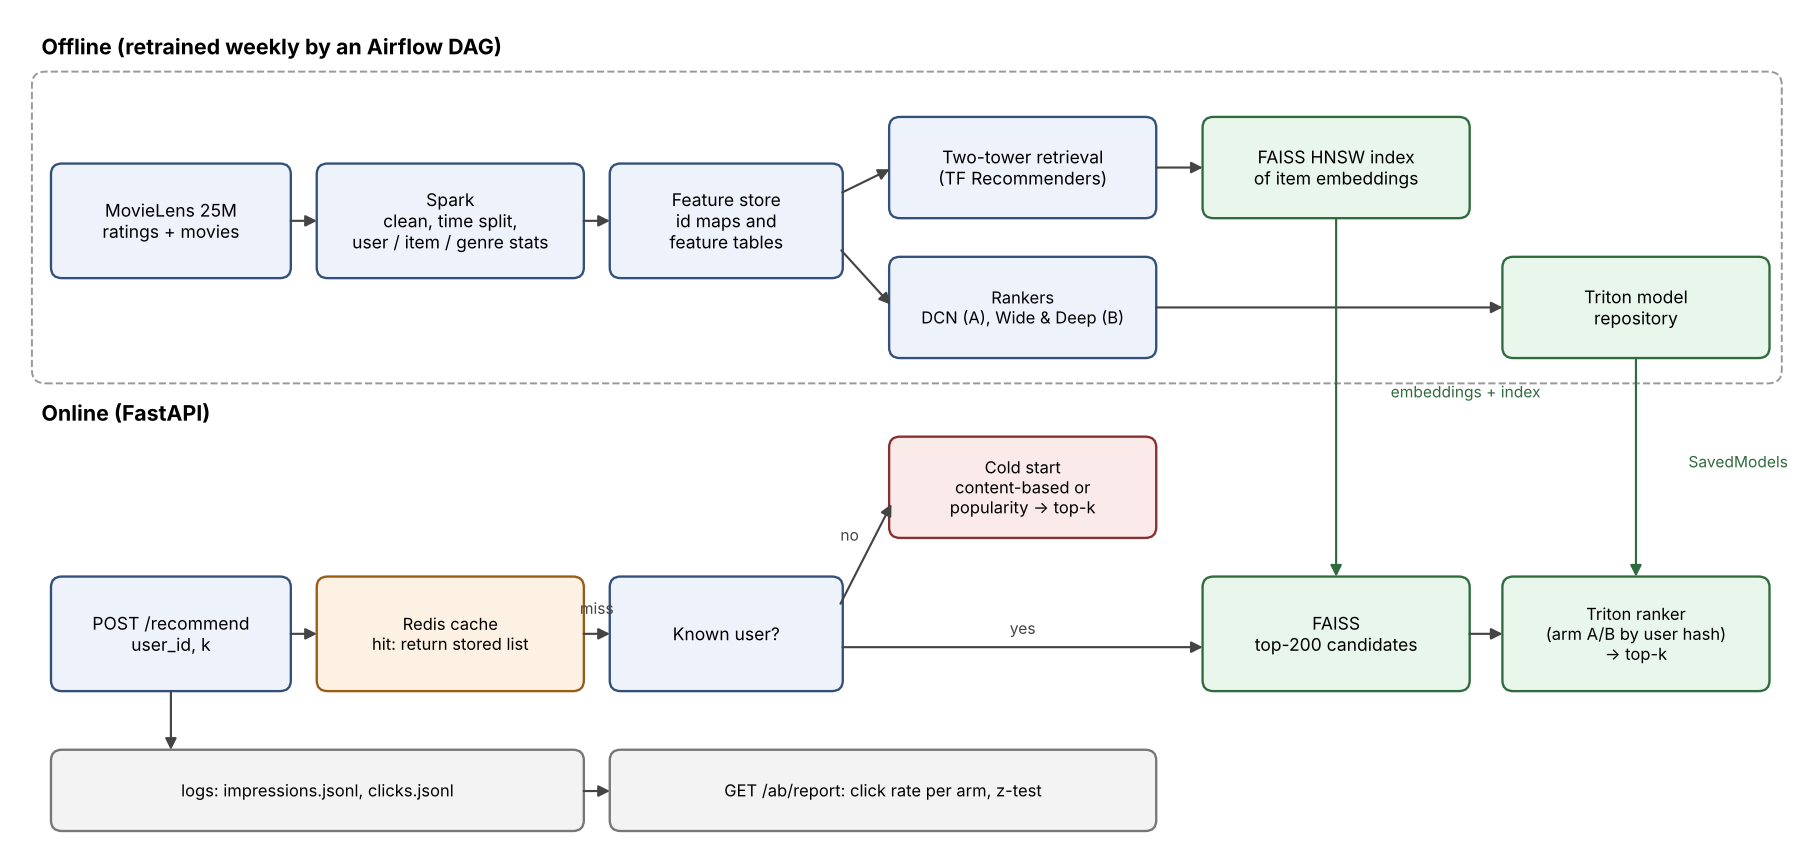 Offline (retrained weekly by an Airflow DAG)
MovieLens 25M
ratings + movies
Spark
clean, time split,
user / item / genre stats
Feature store
id maps and
feature tables
Two-tower retrieval
(TF Recommenders)
FAISS HNSW index
of item embeddings
Rankers
DCN (A), Wide & Deep (B)
Triton model
repository
embeddings + index
SavedModels
Online (FastAPI)
Cold start
content-based or
popularity → top-k
no
POST /recommend
user_id, k
Redis cache
hit: return stored list
miss
Known user?
yes
FAISS
top-200 candidates
Triton ranker
(arm A/B by user hash)
→ top-k
logs: impressions.jsonl, clicks.jsonl
GET /ab/report: click rate per arm, z-test